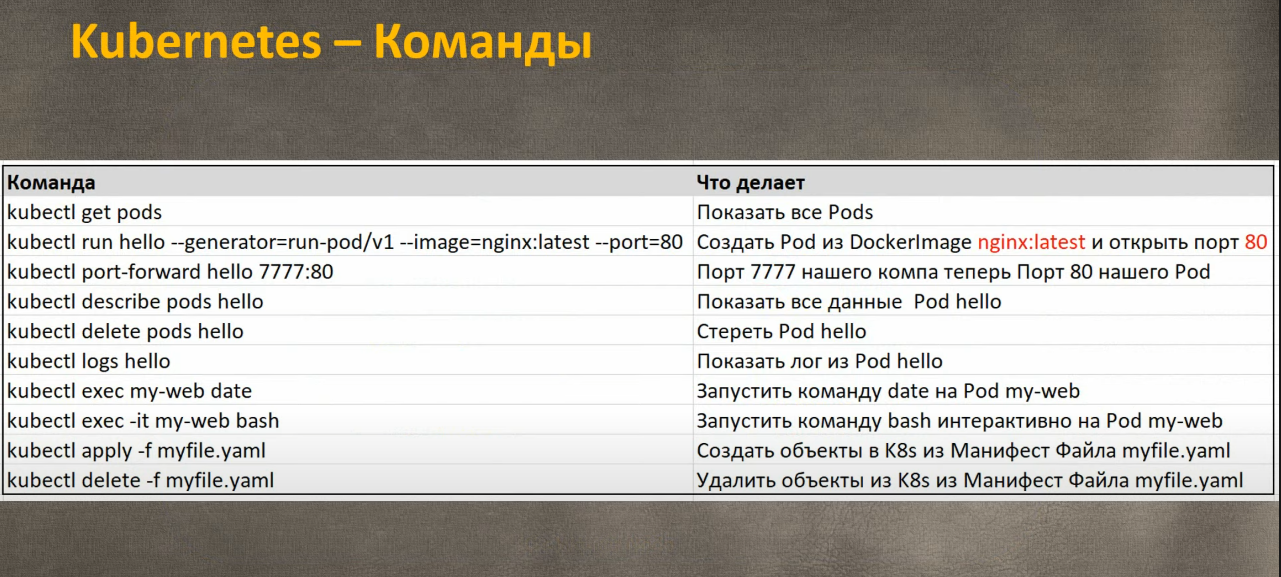 Kubernetes – Команды
Команда Что делает
kubectl get pods Показать все Pods
kubectl run hello --generator=run-pod/v1 --image=nginx:latest --port=80 Создать Pod из DockerImage nginx:latest и открыть порт 80
kubectl port-forward hello 7777:80 Порт 7777 нашего компа теперь Порт 80 нашего Pod
kubectl describe pods hello Показать все данные Pod hello
kubectl delete pods hello Стереть Pod hello
kubectl logs hello Показать лог из Pod hello
kubectl exec my-web date Запустить команду date на Pod my-web
kubectl exec -it my-web bash Запустить команду bash интерактивно на Pod my-web
kubectl apply -f myfile.yaml Создать объекты в K8s из Манифест Файла myfile.yaml
kubectl delete -f myfile.yaml Удалить объекты из K8s из Манифест Файла myfile.yaml